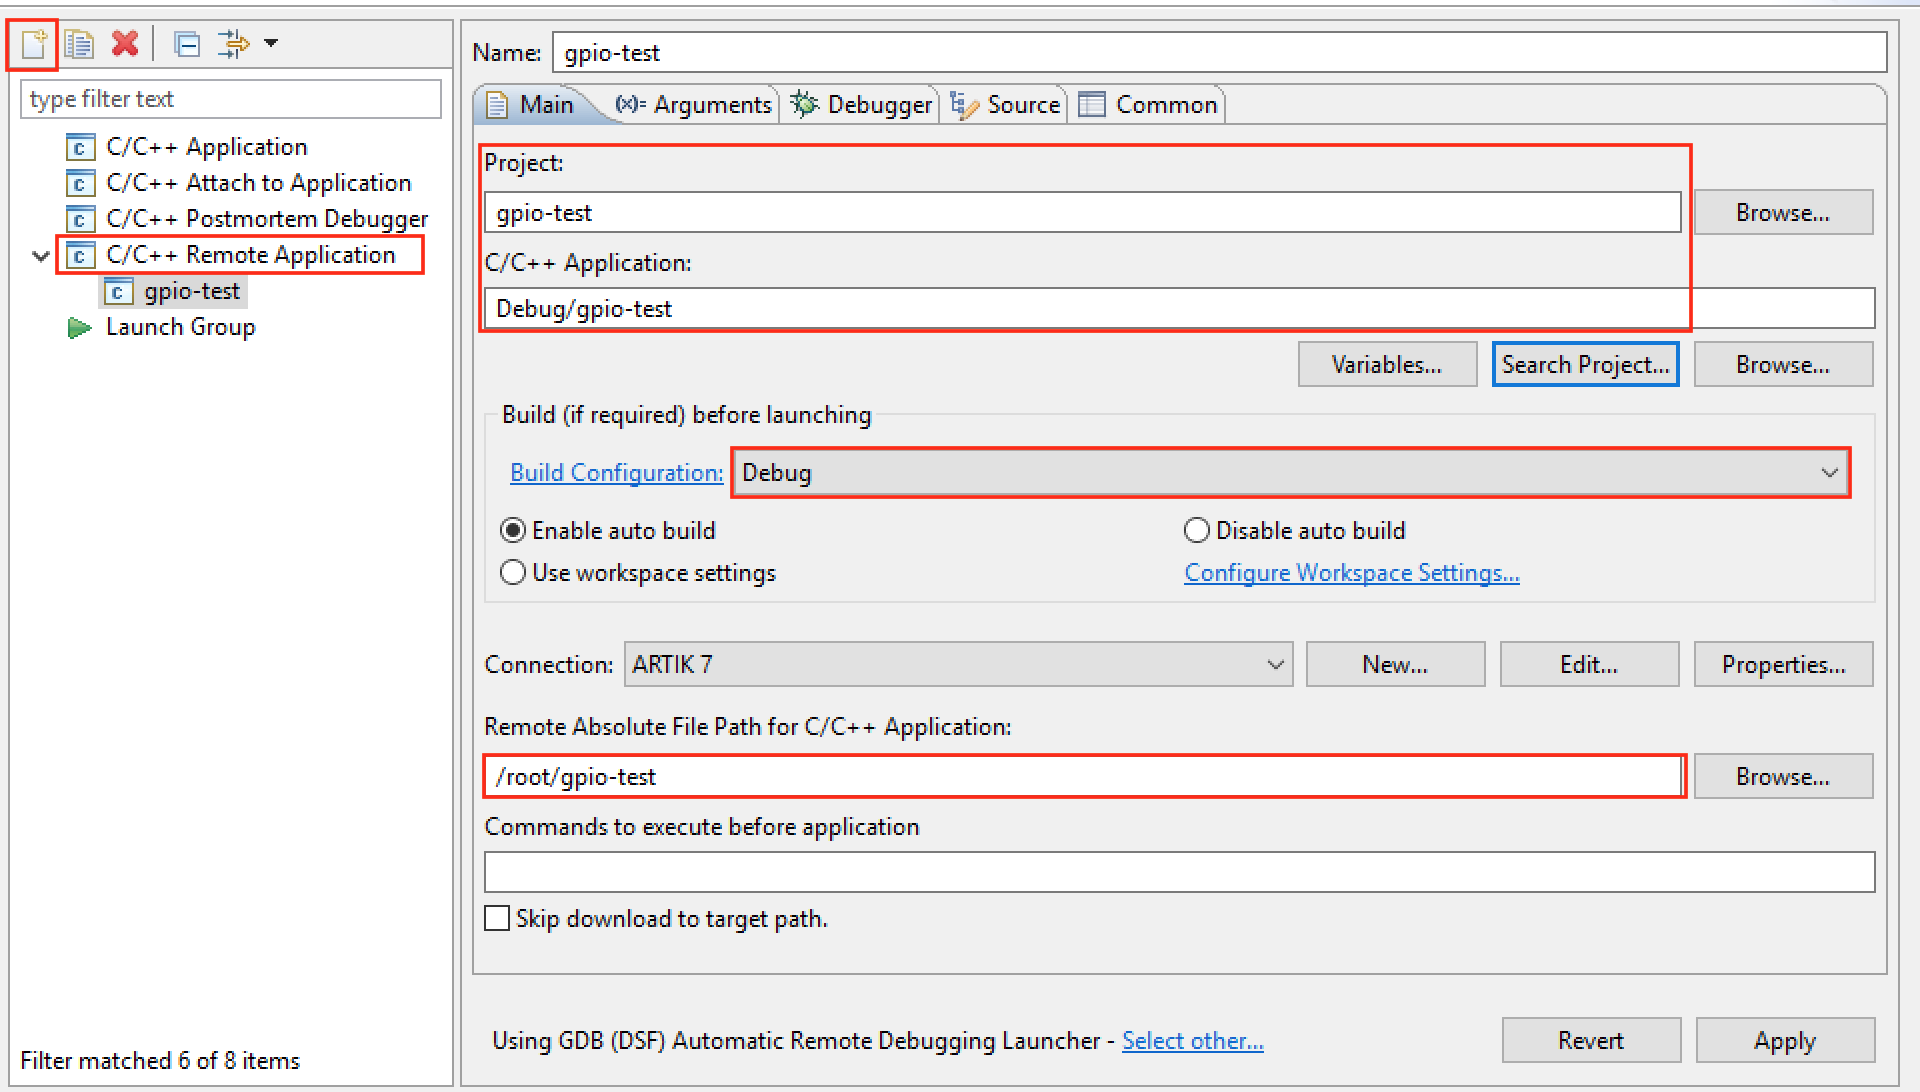 type filter text
C/C++ Application
C/C++ Attach to Application
C/C++ Postmortem Debugger
C/C++ Remote Application
gpio-test
Launch Group
Filter matched 6 of 8 items
Name: gpio-test
Main (x)= Arguments Debugger Source Common
Project:
gpio-test Browse...
C/C++ Application:
Debug/gpio-test
Variables... Search Project... Browse...
Build (if required) before launching
Build Configuration: Debug
Enable auto build Disable auto build
Use workspace settings Configure Workspace Settings...
Connection: ARTIK 7 New... Edit... Properties...
Remote Absolute File Path for C/C++ Application:
/root/gpio-test Browse...
Commands to execute before application
Skip download to target path.
Using GDB (DSF) Automatic Remote Debugging Launcher - Select other... Revert Apply